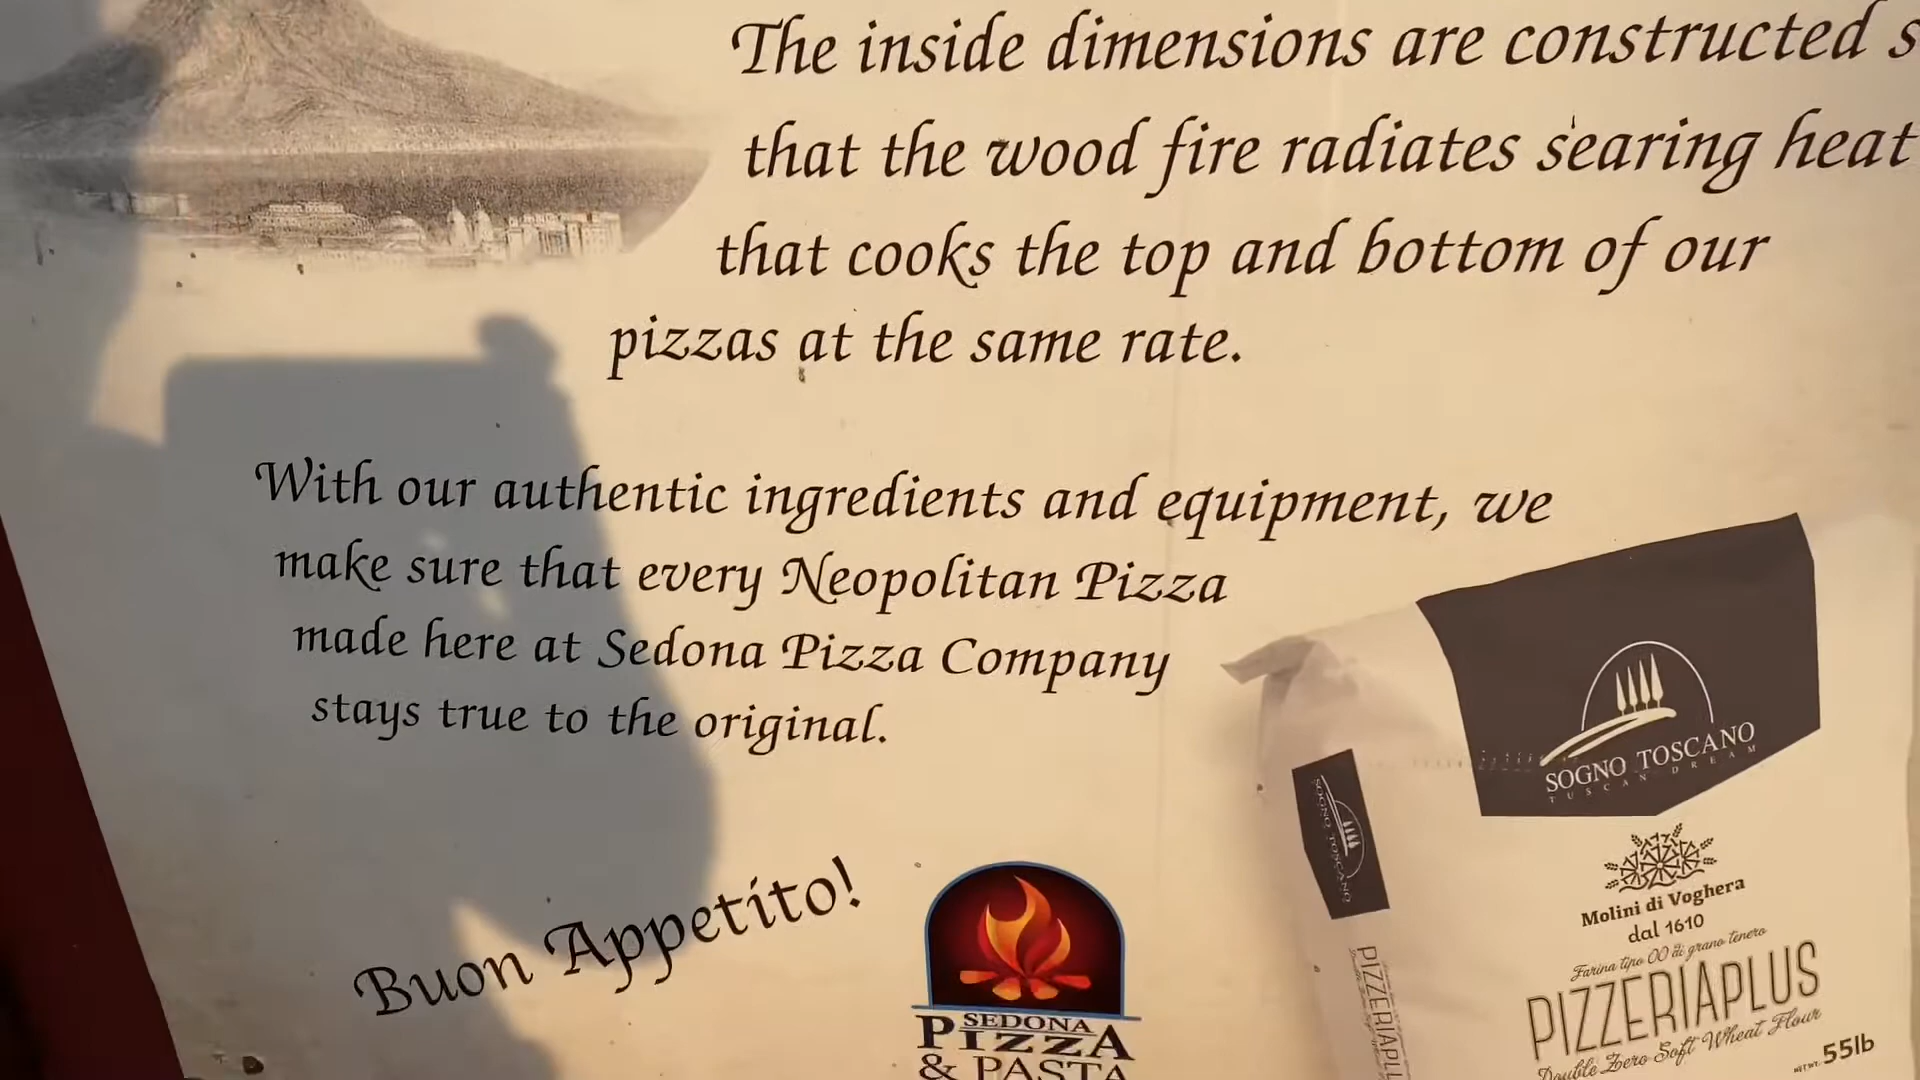 The inside dimensions are constructed s
that the wood fire radiates searing heat
that cooks the top and bottom of our
pizzas at the same rate.
With our authentic ingredients and equipment, we
make sure that every Neopolitan Pizza
made here at Sedona Pizza Company
stays true to the original.
Buon Appetito!
SEDONA
PIZZA
& PASTA
SOGNO TOSCANO
TUSCAN DREAM
SOGNO TOSCANO
Molini di Voghera
dal 1610
Farina tipo 00 di grano tenero
PIZZERIAPLUS
Double Zero Soft Wheat Flour
NET WT. 55lb
PIZZERIAPLU